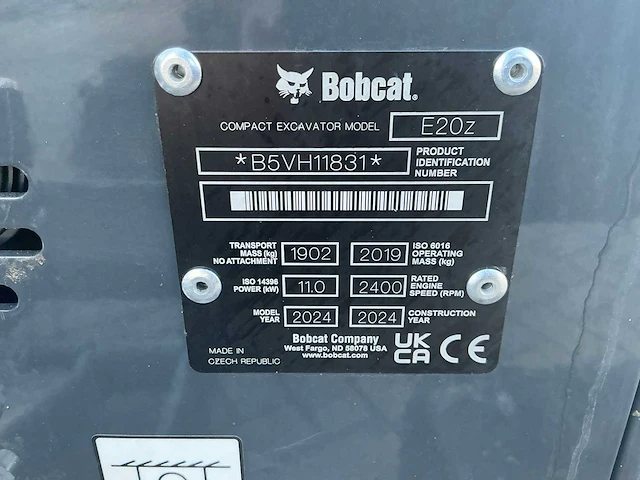 Bobcat.
COMPACT EXCAVATOR MODEL E20z
*B5VH11831* PRODUCT IDENTIFICATION NUMBER
TRANSPORT MASS (kg) NO ATTACHMENT 1902 2019 ISO 6016 OPERATING MASS (kg)
ISO 14396 POWER (kW) 11.0 2400 RATED ENGINE SPEED (RPM)
MODEL YEAR 2024 2024 CONSTRUCTION YEAR
Bobcat Company
West Fargo, ND 58078 USA
www.bobcat.com
MADE IN CZECH REPUBLIC
UK CA CE